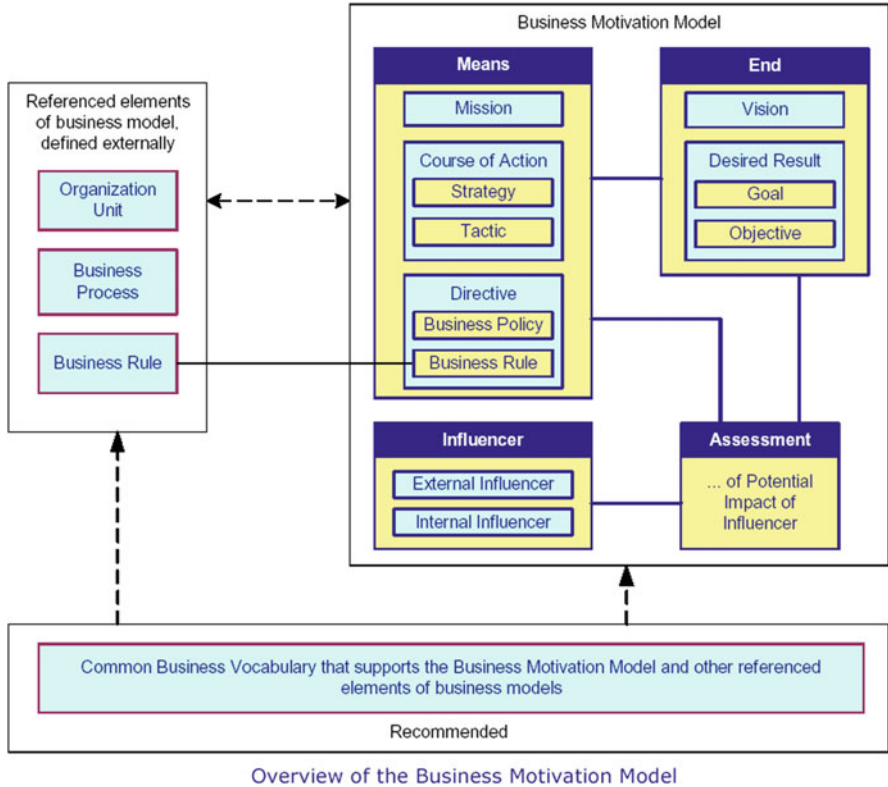 Business Motivation Model
Means
Mission
Course of Action
Strategy
Tactic
Directive
Business Policy
Business Rule
End
Vision
Desired Result
Goal
Objective
Referenced elements
of business model,
defined externally
Organization
Unit
Business
Process
Business Rule
Influencer
External Influencer
Internal Influencer
Assessment
... of Potential
Impact of
Influencer
Common Business Vocabulary that supports the Business Motivation Model and other referenced
elements of business models
Recommended
Overview of the Business Motivation Model